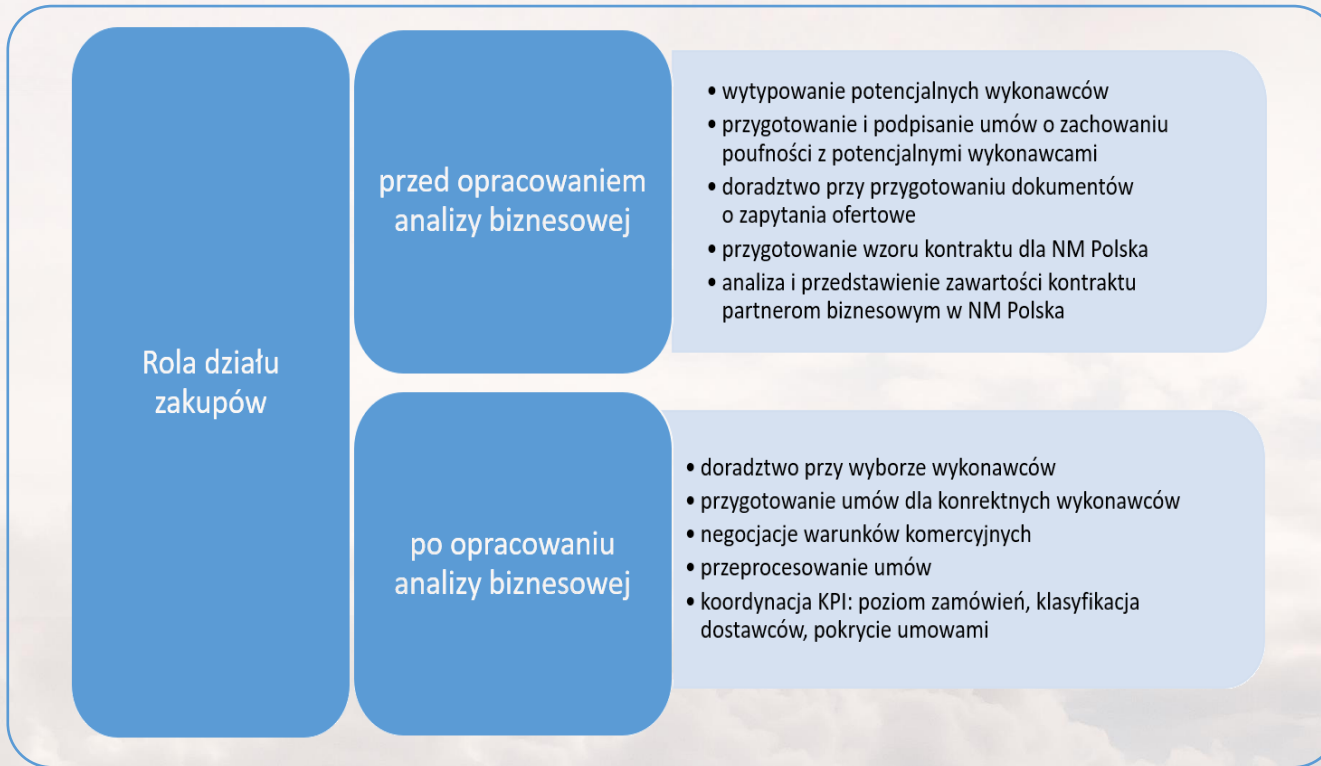 Rola działu
zakupów
przed opracowaniem
analizy biznesowej
• wytypowanie potencjalnych wykonawców
• przygotowanie i podpisanie umów o zachowaniu
poufności z potencjalnymi wykonawcami
• doradztwo przy przygotowaniu dokumentów
o zapytania ofertowe
• przygotowanie wzoru kontraktu dla NM Polska
• analiza i przedstawienie zawartości kontraktu
partnerom biznesowym w NM Polska
po opracowaniu
analizy biznesowej
• doradztwo przy wyborze wykonawców
• przygotowanie umów dla konrektnych wykonawców
• negocjacje warunków komercyjnych
• przeprocesowanie umów
• koordynacja KPI: poziom zamówień, klasyfikacja
dostawców, pokrycie umowami